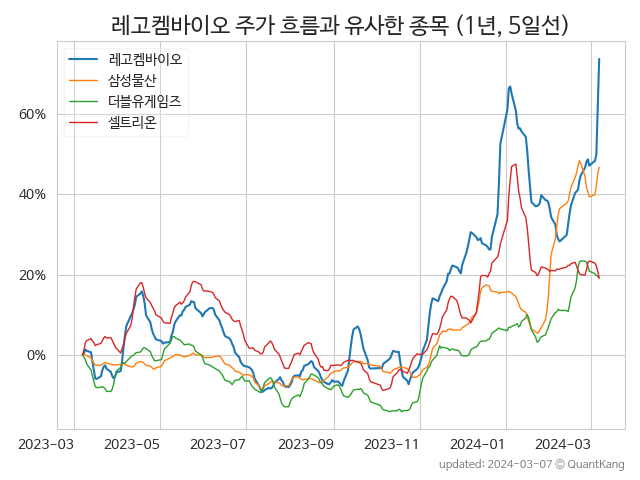 레고켐바이오 주가 흐름과 유사한 종목 (1년, 5일선)
레고켐바이오
삼성물산
더블유게임즈
셀트리온
60%
40%
20%
0%
2023-03 2023-05 2023-07 2023-09 2023-11 2024-01 2024-03
updated: 2024-03-07 © QuantKang